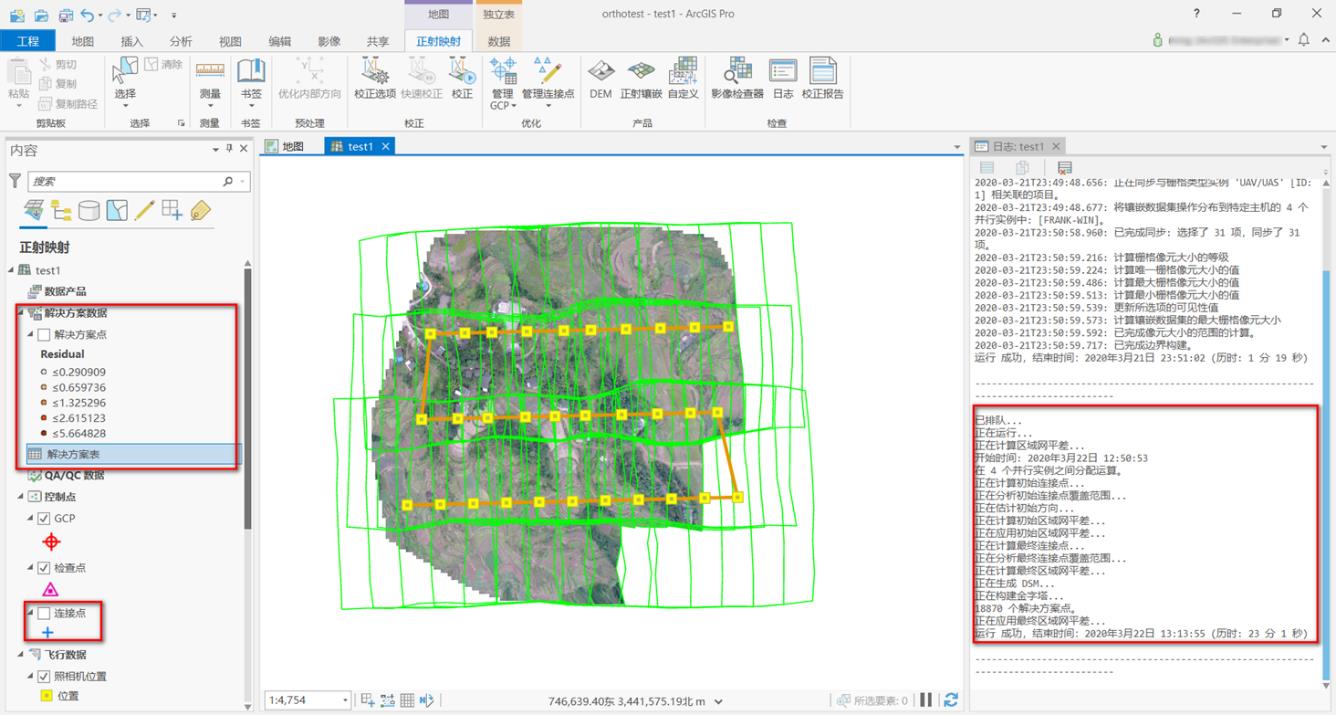 地图
独立表
orthotest - test1 - ArcGIS Pro
?
工程
地图
插入
分析
视图
编辑
影像
共享
正射映射
数据
粘贴
剪切
复制
复制路径
剪贴板
选择
清除
选择
测量
测量
书签
书签
优化内部方向
预处理
校正选项
快速校正
校正
校正
管理 GCP
管理连接点
优化
DEM
正射镶嵌
自定义
产品
影像检查器
日志
校正报告
检查
内容
搜索
正射映射
test1
数据产品
解决方案数据
解决方案点
Residual
≤0.290909
≤0.659736
≤1.325296
≤2.615123
≤5.664828
解决方案表
QA/QC 数据
控制点
GCP
检查点
连接点
飞行数据
照相机位置
位置
地图
test1
1:4,754
746,639.40东 3,441,575.19北 m
所选要素: 0
日志: test1
2020-03-21T23:49:48.656: 正在同步与栅格类型实例 'UAV/UAS' [ID:
1] 相关联的项目。
2020-03-21T23:49:48.677: 将镶嵌数据集操作分布到特定主机的 4 个
并行实例中: [FRANK-WIN]。
2020-03-21T23:50:58.960: 已完成同步: 选择了 31 项，同步了 31
项。
2020-03-21T23:50:59.216: 计算栅格像元大小的等级
2020-03-21T23:50:59.224: 计算唯一栅格像元大小的值
2020-03-21T23:50:59.486: 计算最大栅格像元大小的值
2020-03-21T23:50:59.513: 计算最小栅格像元大小的值
2020-03-21T23:50:59.539: 更新所选项的可见性值
2020-03-21T23:50:59.573: 计算镶嵌数据集的最大栅格像元大小
2020-03-21T23:50:59.592: 已完成像元大小的范围的计算。
2020-03-21T23:50:59.717: 已完成边界构建。
运行 成功，结束时间: 2020年3月21日 23:51:02 (历时: 1 分 19 秒)
已排队...
正在运行...
正在计算区域网平差...
开始时间: 2020年3月22日 12:50:53
在 4 个并行实例之间分配运算。
正在计算初始连接点...
正在分析初始连接点覆盖范围...
正在估计初始方向...
正在计算初始区域网平差...
正在应用初始区域网平差...
正在计算最终连接点...
正在分析最终连接点覆盖范围...
正在计算最终区域网平差...
正在生成 DSM...
正在构建金字塔...
18870 个解决方案点。
正在应用最终区域网平差...
运行 成功，结束时间: 2020年3月22日 13:13:55 (历时: 23 分 1 秒)